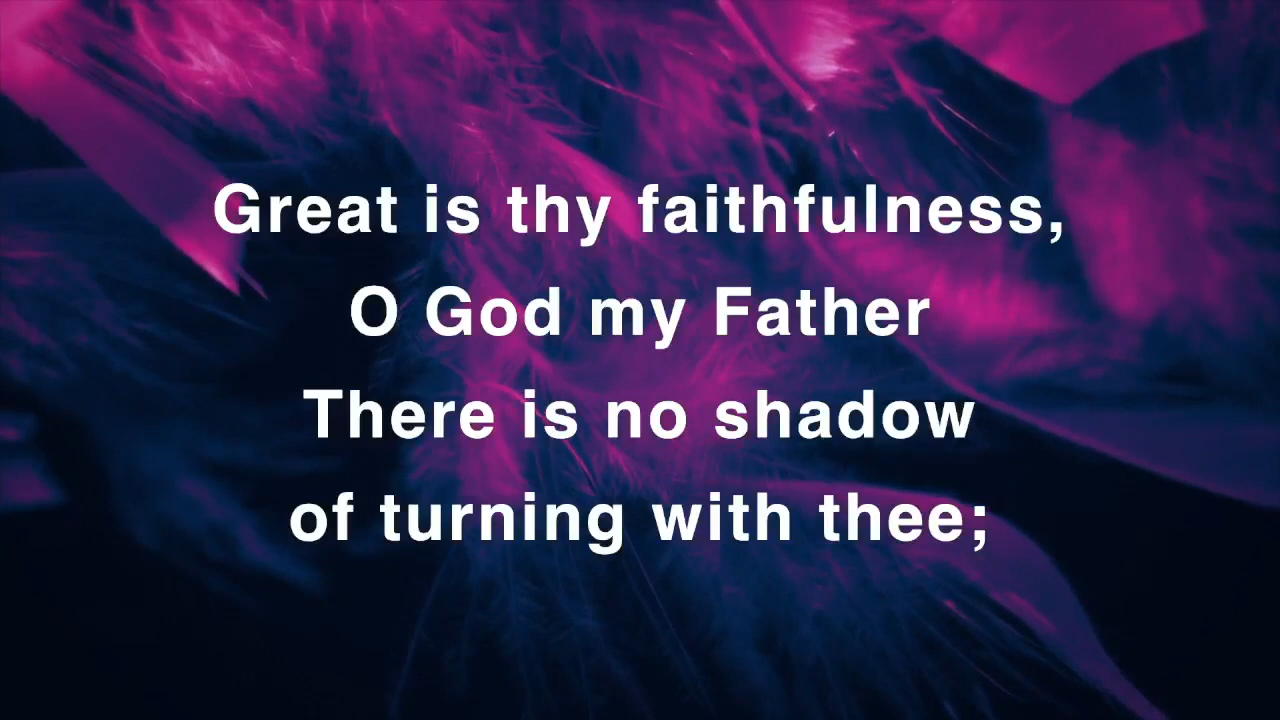 Great is thy faithfulness,
O God my Father
There is no shadow
of turning with thee;